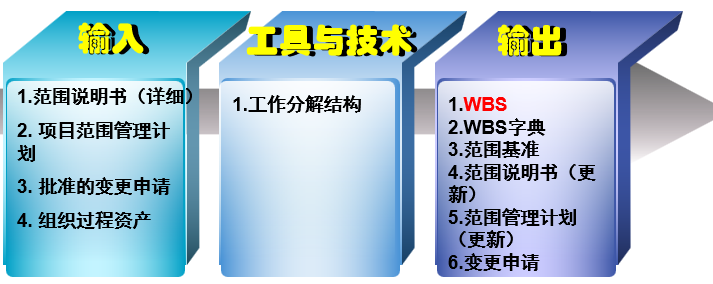 输入
1.范围说明书（详细）
2. 项目范围管理计
划
3. 批准的变更申请
4. 组织过程资产
工具与技术
1.工作分解结构
输出
1.WBS
2.WBS字典
3.范围基准
4.范围说明书（更
新）
5.范围管理计划
（更新）
6.变更申请